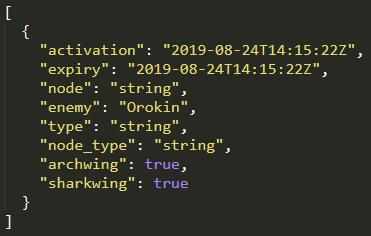 [
  {
    "activation": "2019-08-24T14:15:22Z",
    "expiry": "2019-08-24T14:15:22Z",
    "node": "string",
    "enemy": "Orokin",
    "type": "string",
    "node_type": "string",
    "archwing": true,
    "sharkwing": true
  }
]